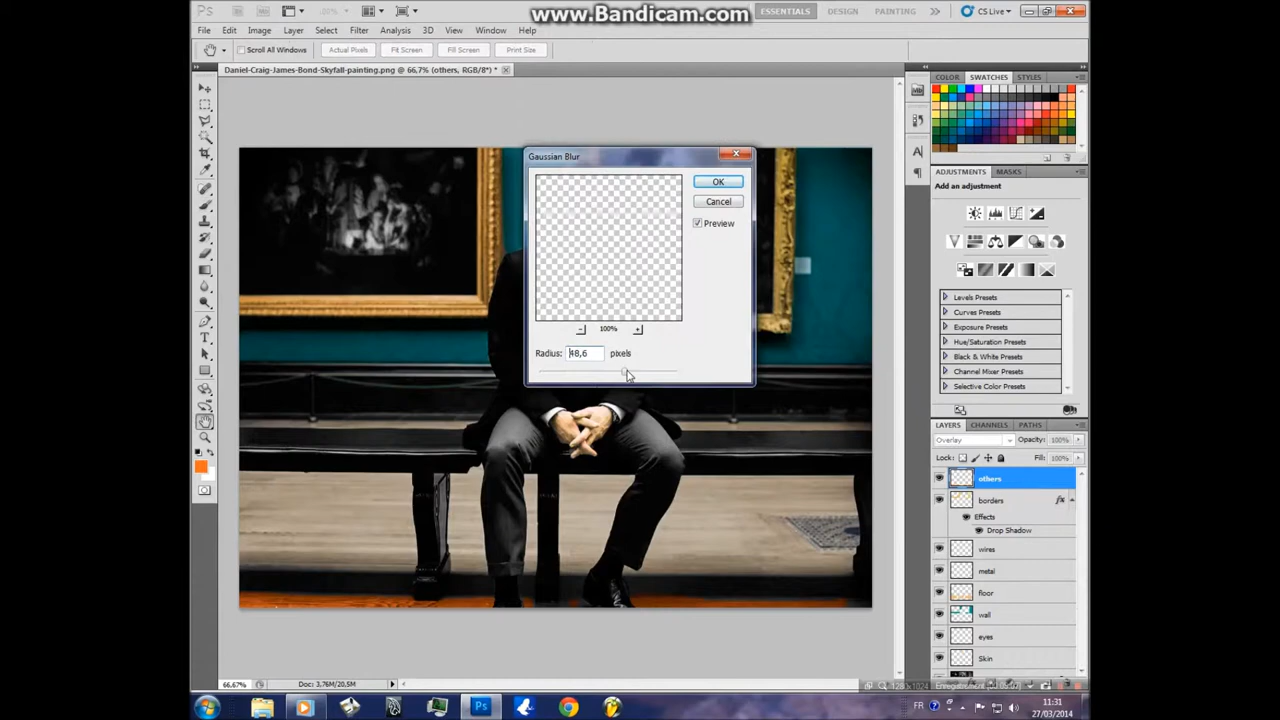 www.Bandicam.com
ESSENTIALS
DESIGN
PAINTING
CS Live
File Edit Image Layer Select Filter Analysis 3D View Window Help
Scroll All Windows
Actual Pixels
Fit Screen
Fill Screen
Print Size
Daniel-Craig-James-Bond-Skyfall-painting.png @ 66,7% (others, RGB/8*) *
COLOR SWATCHES STYLES
Gaussian Blur
OK
Cancel
Preview
100%
Radius: 48,6 pixels
ADJUSTMENTS MASKS
Add an adjustment
Levels Presets
Curves Presets
Exposure Presets
Hue/Saturation Presets
Black & White Presets
Channel Mixer Presets
Selective Color Presets
LAYERS CHANNELS PATHS
Overlay Opacity: 100%
Lock: Fill: 100%
others
borders fx
Effects
Drop Shadow
wires
metal
floor
wall
eyes
Skin
66,67% Doc: 3,76M/20,5M
FR
11:31
27/03/2014